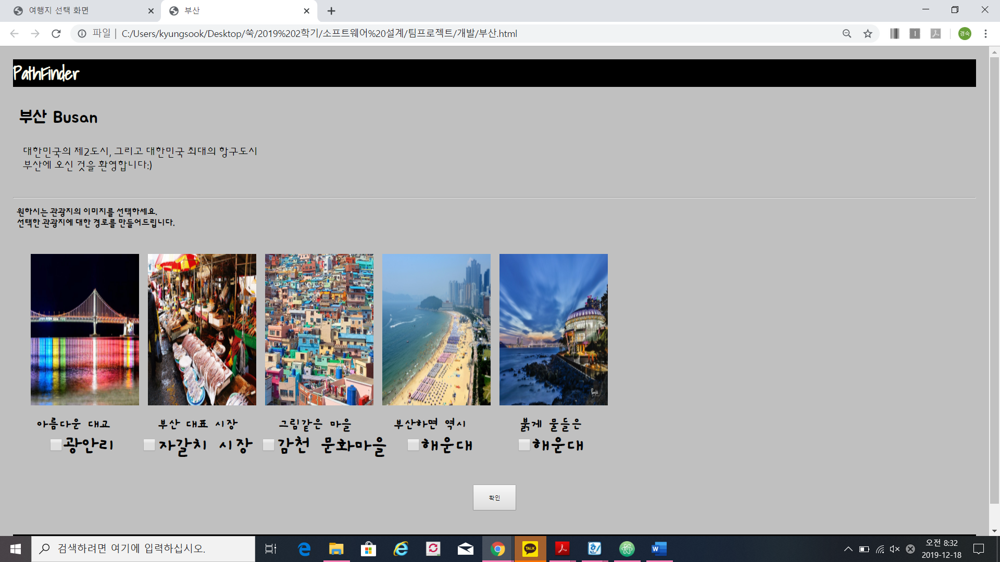 여행지 선택 화면
부산
파일 | C:/Users/kyungsook/Desktop/쑥/2019%202학기/소프트웨어%20설계/팀프로젝트/개발/부산.html
경숙
PathFinder
부산 Busan
대한민국의 제2도시, 그리고 대한민국 최대의 항구도시
부산에 오신 것을 환영합니다:)
원하시는 관광지의 이미지를 선택하세요.
선택한 관광지에 대한 경로를 만들어드립니다.
아름다운 대교
광안리
부산 대표 시장
자갈치 시장
그림같은 마을
감천 문화마을
부산하면 역시
해운대
붉게 물들은
해운대
확인
검색하려면 여기에 입력하십시오.
TALK
오전 8:32
2019-12-18